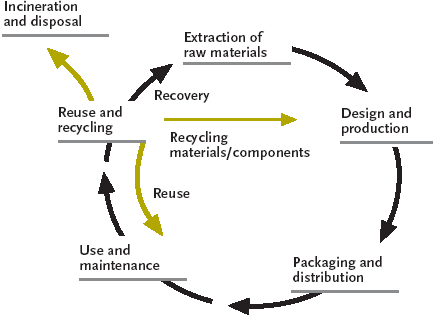 Incineration
and disposal
Extraction of
raw materials
Recovery
Reuse and
recycling
Design and
production
Recycling
materials/components
Reuse
Use and
maintenance
Packaging and
distribution